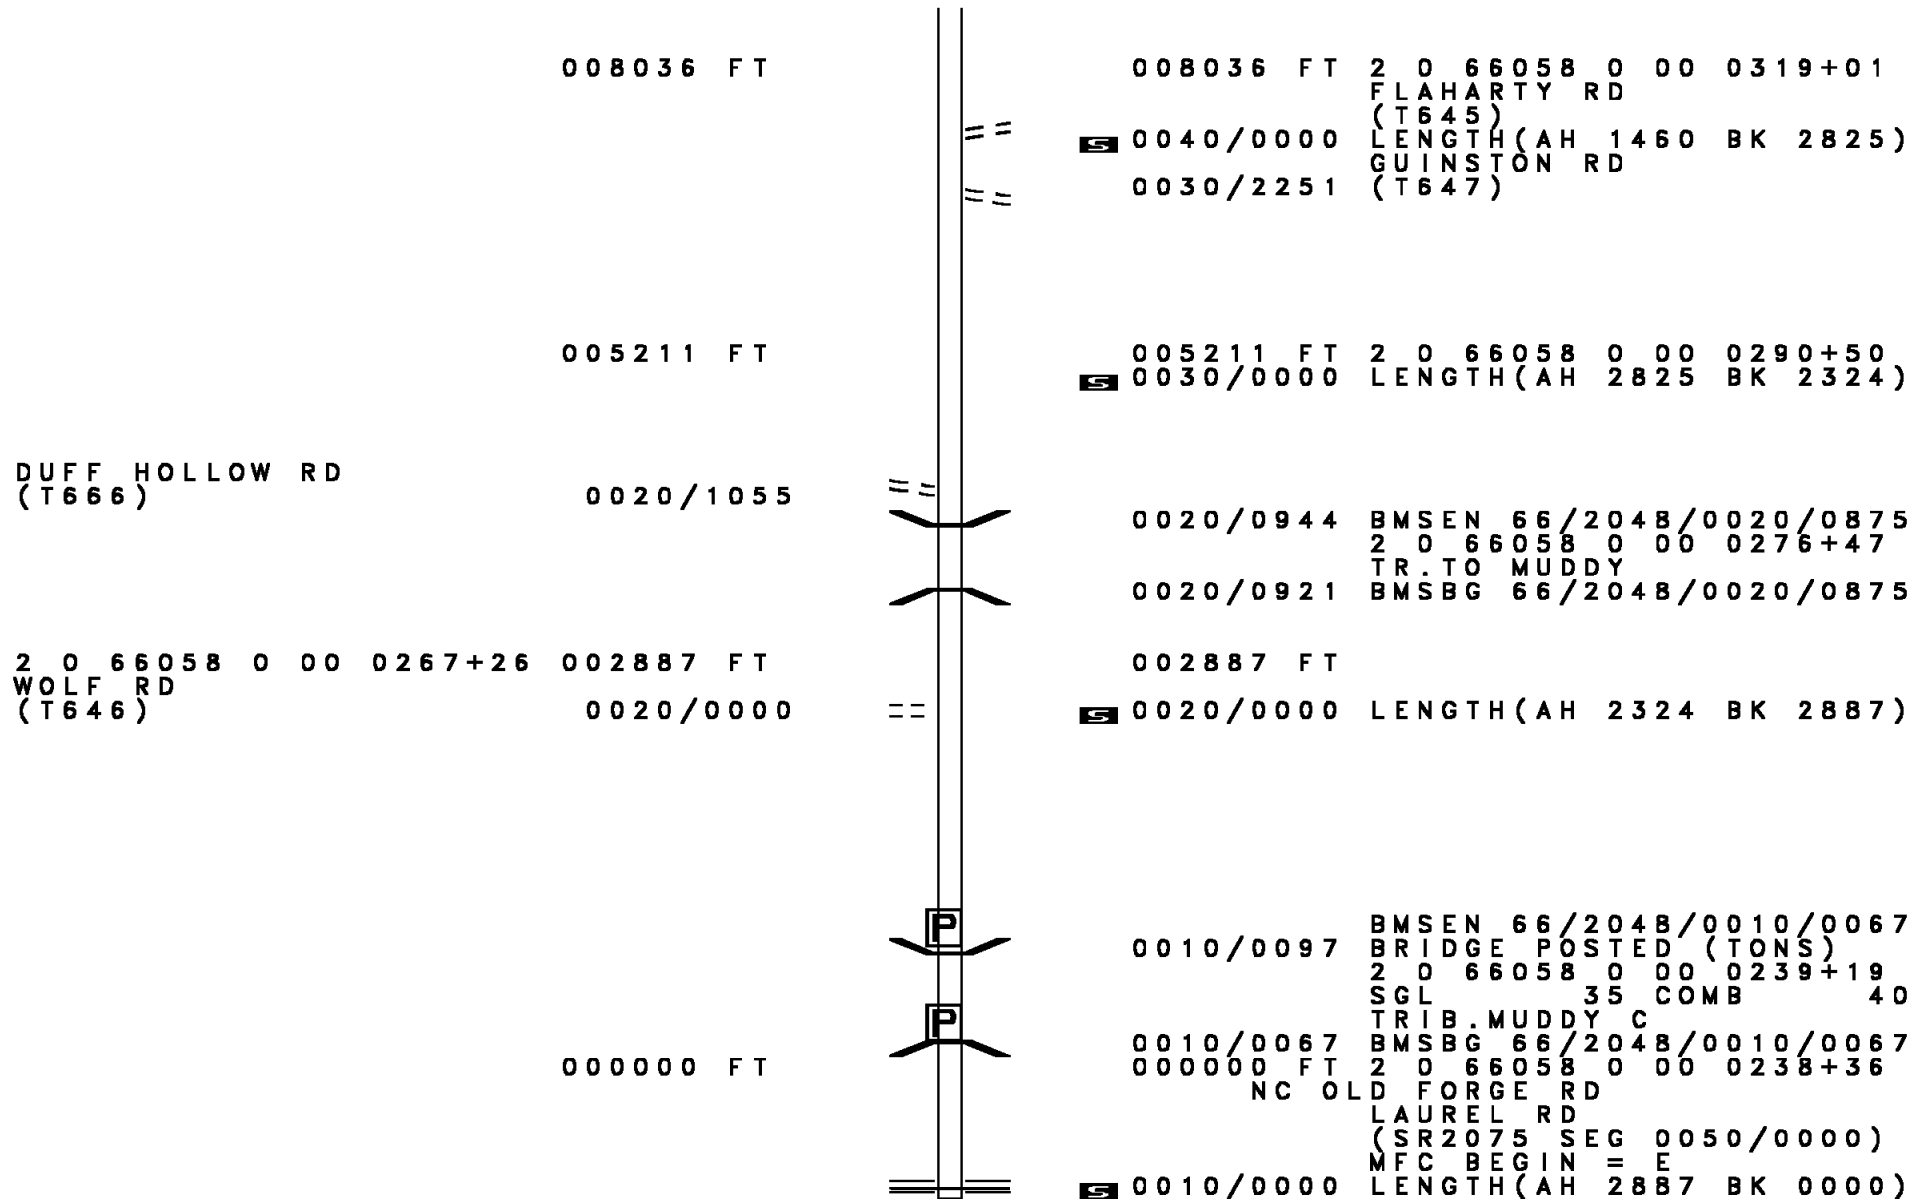 008036 FT 008036 FT 2 0 66058 0 00 0319+01
FLAHARTY RD
(T645)
S 0040/0000 LENGTH(AH 1460 BK 2825)
GUINSTON RD
0030/2251 (T647)
005211 FT 005211 FT 2 0 66058 0 00 0290+50
S 0030/0000 LENGTH(AH 2825 BK 2324)
DUFF HOLLOW RD
(T666) 0020/1055
0020/0944 BMSEN 66/2048/0020/0875
2 0 66058 0 00 0276+47
TR.TO MUDDY
0020/0921 BMSBG 66/2048/0020/0875
2 0 66058 0 00 0267+26 002887 FT 002887 FT
WOLF RD
(T646) 0020/0000 S 0020/0000 LENGTH(AH 2324 BK 2887)
P
BMSEN 66/2048/0010/0067
0010/0097 BRIDGE POSTED (TONS)
2 0 66058 0 00 0239+19
SGL 35 COMB 40
P
TRIB.MUDDY C
0010/0067 BMSBG 66/2048/0010/0067
000000 FT 000000 FT 2 0 66058 0 00 0238+36
NC OLD FORGE RD
LAUREL RD
(SR2075 SEG 0050/0000)
MFC BEGIN = E
S 0010/0000 LENGTH(AH 2887 BK 0000)